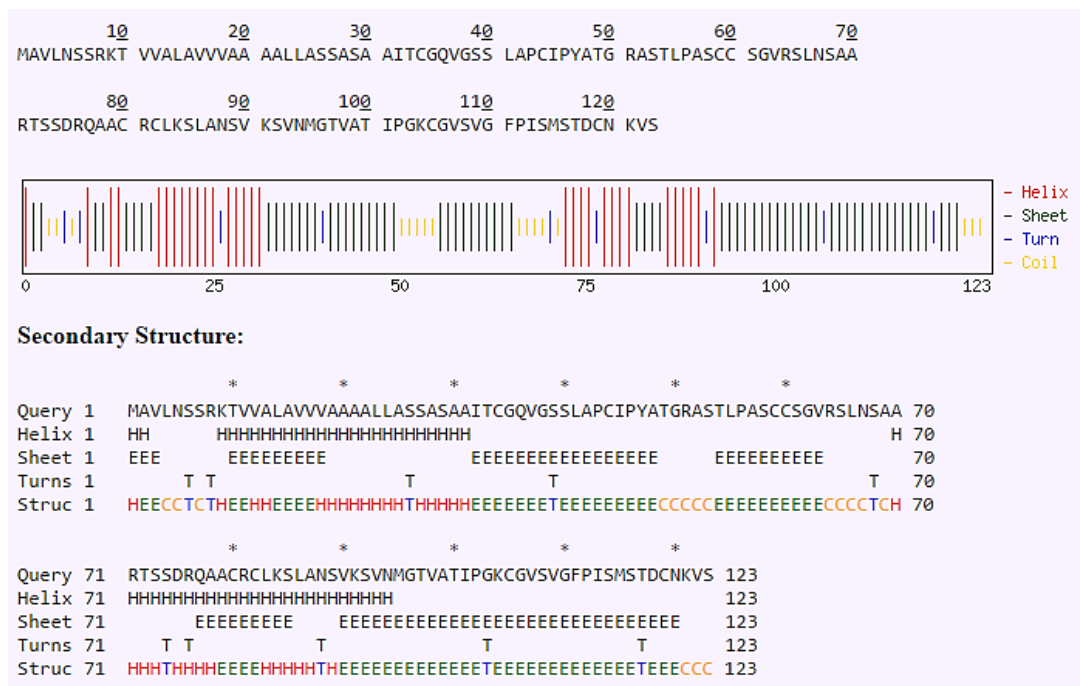 10 20 30 40 50 60 70
MAVLNSSRKT VVALAVVVAA AALLASSASA AITCGQVGSS LAPCIPYATG RASTLPASCC SGVRSLNSAA
80 90 100 110 120
RTSSDRQAAC RCLKSLANSV KSVNMGTVAT IPGKCGVSVG FPISMSTDCN KVS
- Helix
- Sheet
- Turn
- Coil
0 25 50 75 100 123
Secondary Structure:
* * * * * *
Query 1 MAVLNSSRKTVVALAVVVAAAALLASSASAAITCGQVGSSLAPCIPYATGRASTLPASCCSGVRSLNSAA 70
Helix 1 HH HHHHHHHHHHHHHHHHHHHHHHH H 70
Sheet 1 EEE EEEEEEEEE EEEEEEEEEEEEEEEEE EEEEEEEEEE 70
Turns 1 T T T T T 70
Struc 1 HEECCTCTHEEHHEEEEHHHHHHHHTHHHHHEEEEEEETEEEEEEEEECCCCCEEEEEEEEEECCCCTCH 70
* * * * *
Query 71 RTSSDRQAACRCLKSLANSVKSVNMGTVATIPGKCGVSVGFPISMSTDCNKVS 123
Helix 71 HHHHHHHHHHHHHHHHHHHHHHHH 123
Sheet 71 EEEEEEEEE EEEEEEEEEEEEEEEEEEEEEEEEEEEEEEE 123
Turns 71 T T T T T 123
Struc 71 HHHTHHHHEEEEHHHHHTHEEEEEEEEEEEEETEEEEEEEEEEEEETEEECCC 123